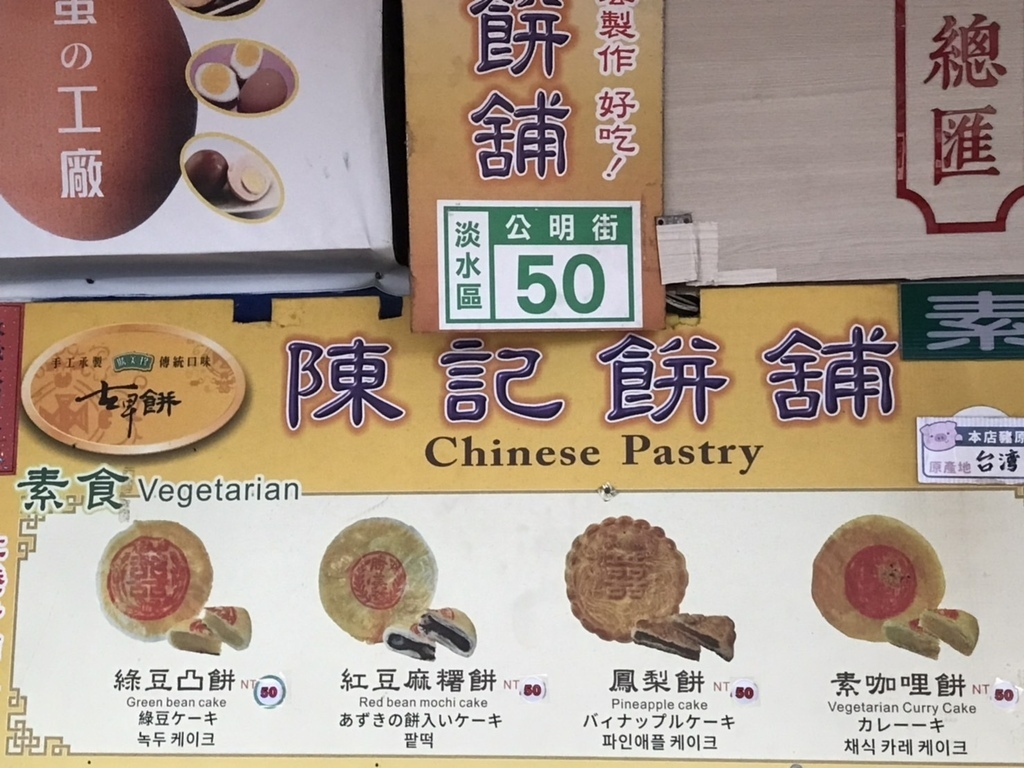 の工廠
餅舖
製作 好吃!
總匯
淡水區
公明街
50
手工承製 傳統口味
古早餅
陳記餅舖
Chinese Pastry
素
本店豬原
原產地 台灣
素食 Vegetarian
綠豆凸餅 NT 50
Green bean cake
綠豆ケーキ
녹두 케이크
紅豆麻糬餅 NT 50
Red bean mochi cake
あずきの餅入いケーキ
팥떡
鳳梨餅 NT 50
Pineapple cake
バィナップルケーキ
파인애플 케이크
素咖哩餅 NT 50
Vegetarian Curry Cake
カレーーキ
채식 카레 케이크